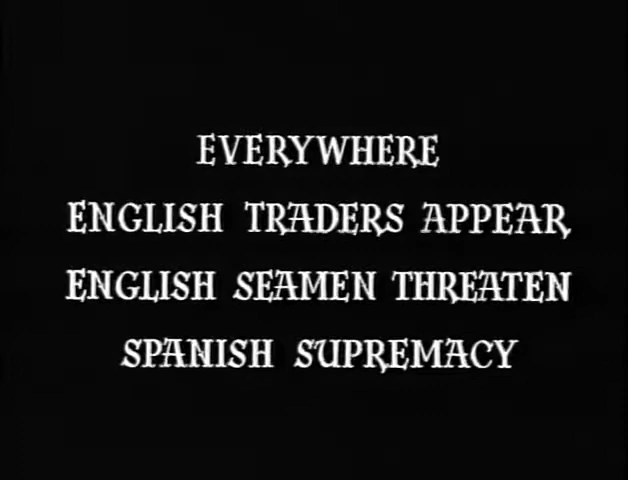 EVERYWHERE
ENGLISH TRADERS APPEAR
ENGLISH SEAMEN THREATEN
SPANISH SUPREMACY